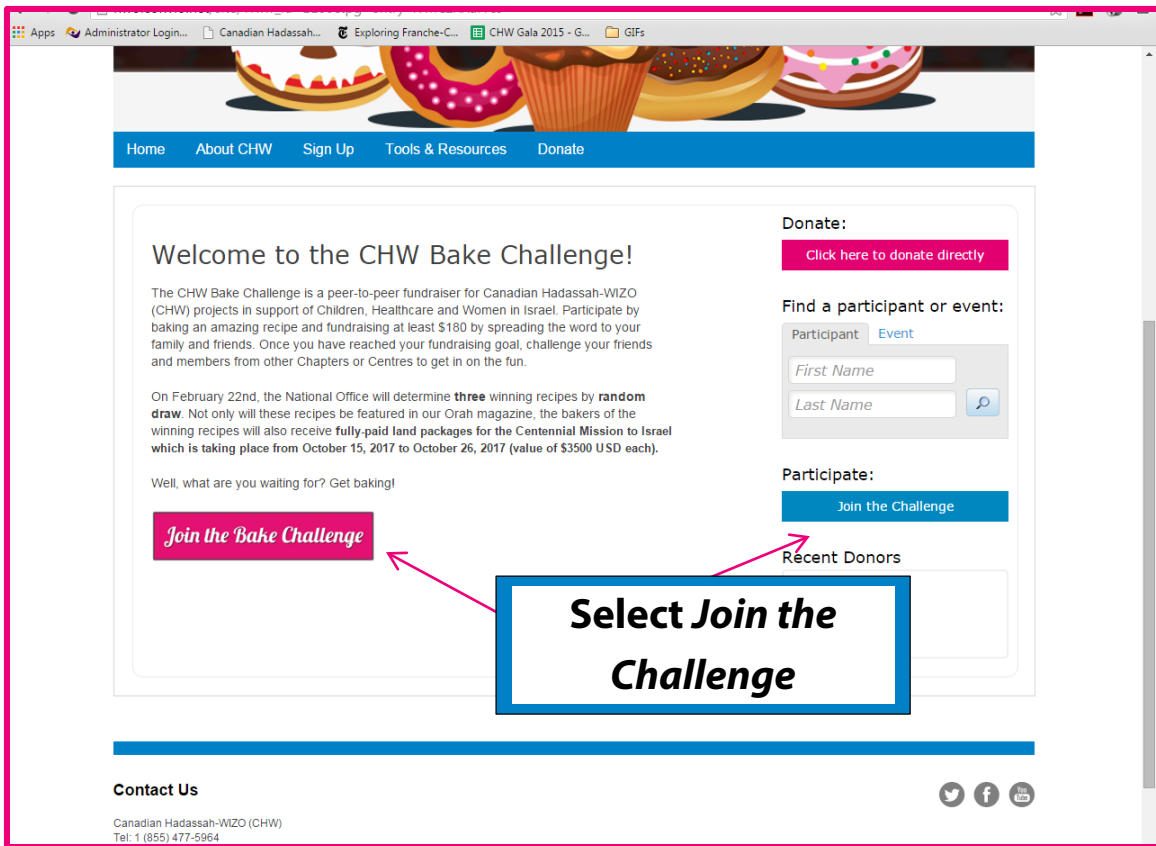 Apps Administrator Login... Canadian Hadassah... Exploring Franche-C... CHW Gala 2015 - G... GIFs
Home About CHW Sign Up Tools & Resources Donate
Welcome to the CHW Bake Challenge!
The CHW Bake Challenge is a peer-to-peer fundraiser for Canadian Hadassah-WIZO
(CHW) projects in support of Children, Healthcare and Women in Israel. Participate by
baking an amazing recipe and fundraising at least $180 by spreading the word to your
family and friends. Once you have reached your fundraising goal, challenge your friends
and members from other Chapters or Centres to get in on the fun.
On February 22nd, the National Office will determine three winning recipes by random
draw. Not only will these recipes be featured in our Orah magazine, the bakers of the
winning recipes will also receive fully-paid land packages for the Centennial Mission to Israel
which is taking place from October 15, 2017 to October 26, 2017 (value of $3500 USD each).
Well, what are you waiting for? Get baking!
Join the Bake Challenge
Donate:
Click here to donate directly
Find a participant or event:
Participant Event
First Name
Last Name
Participate:
Join the Challenge
Recent Donors
Select Join the
Challenge
Contact Us
Canadian Hadassah-WIZO (CHW)
Tel: 1 (855) 477-5964
You
Tube